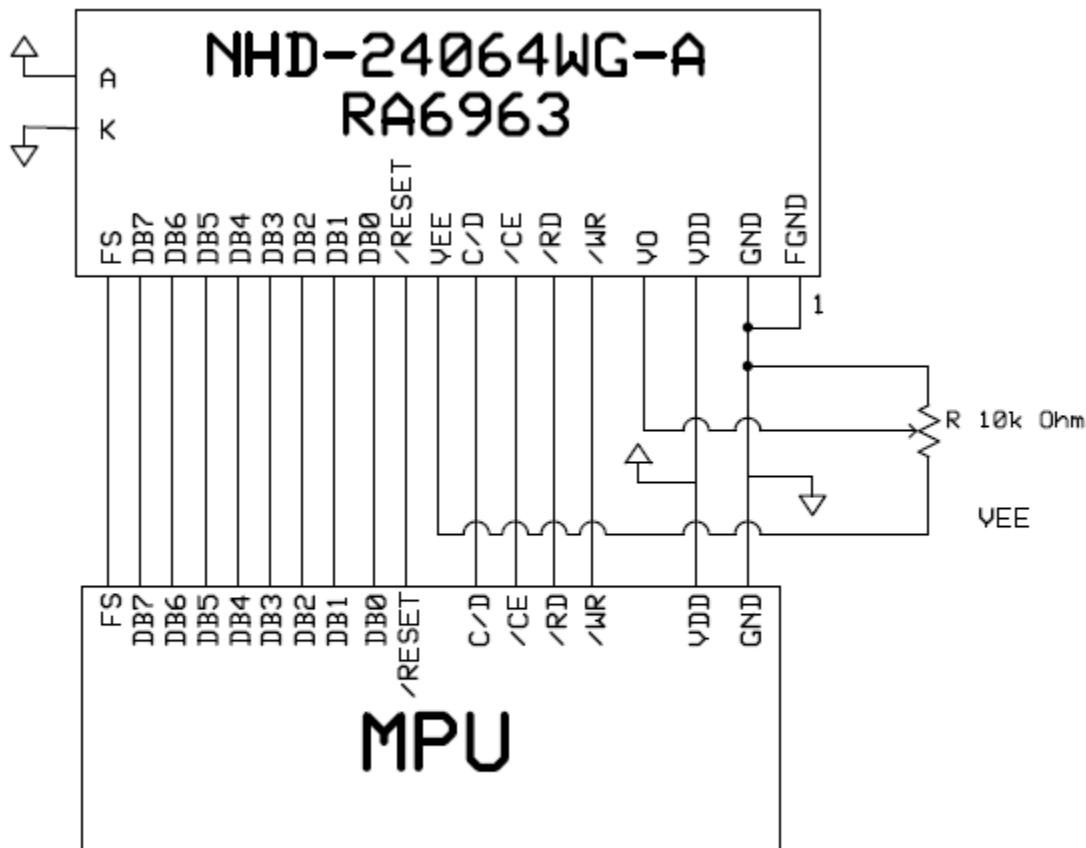 NHD-24064WG-A
RA6963
A
K
FS
DB7
DB6
DB5
DB4
DB3
DB2
DB1
DB0
/RESET
VEE
C/D
/CE
/RD
/WR
VO
VDD
GND
FGND
1
R 10k Ohm
VEE
FS
DB7
DB6
DB5
DB4
DB3
DB2
DB1
DB0
/RESET
C/D
/CE
/RD
/WR
VDD
GND
MPU